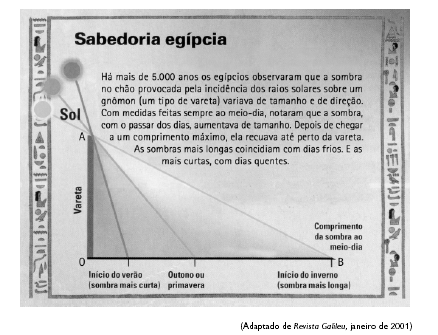 Sabedoria egípcia
Há mais de 5.000 anos os egípcios observaram que a sombra
no chão provocada pela incidência dos raios solares sobre um
gnômon (um tipo de vareta) variava de tamanho e de direção.
Com medidas feitas sempre ao meio-dia, notaram que a sombra,
com o passar dos dias, aumentava de tamanho. Depois de chegar
a um comprimento máximo, ela recuava até perto da vareta.
As sombras mais longas coincidiam com dias frios. E as
mais curtas, com dias quentes.
Sol
A
Vareta
Comprimento
da sombra ao
meio-dia
O
B
Início do verão
(sombra mais curta)
Outono ou
primavera
Início do inverno
(sombra mais longa)
(Adaptado de Revista Galileu, janeiro de 2001)